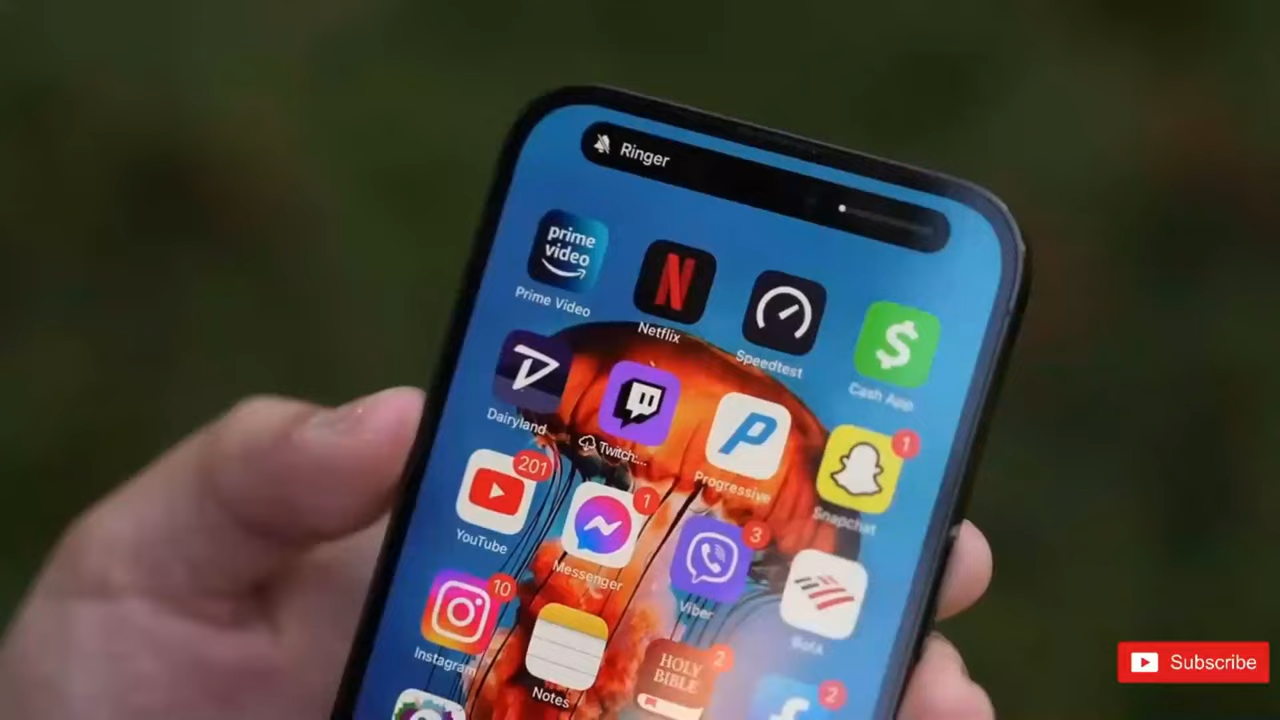 Ringer
prime
video
Prime Video
N
Netflix
Speedtest
$
Cash App
D
Dairyland
Twitch:...
P
Progressive
1
Snapchat
201
YouTube
1
Messenger
3
Viber
BofA
10
Instagram
Notes
HOLY
BIBLE
2
f
2
Subscribe